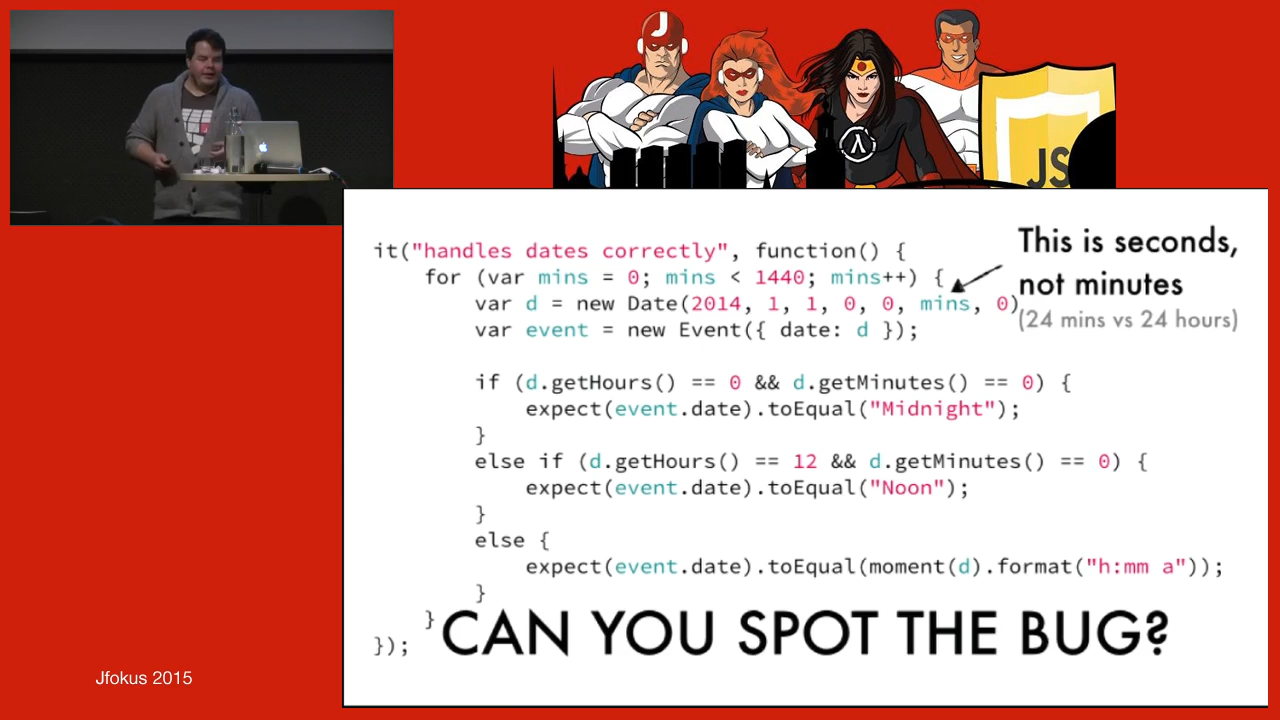 J
λ
JS
it("handles dates correctly", function() {
for (var mins = 0; mins < 1440; mins++) {
var d = new Date(2014, 1, 1, 0, 0, mins, 0)
var event = new Event({ date: d });
This is seconds,
not minutes
(24 mins vs 24 hours)
if (d.getHours() == 0 && d.getMinutes() == 0) {
expect(event.date).toEqual("Midnight");
}
else if (d.getHours() == 12 && d.getMinutes() == 0) {
expect(event.date).toEqual("Noon");
}
else {
expect(event.date).toEqual(moment(d).format("h:mm a"));
}
}
});
CAN YOU SPOT THE BUG?
Jfokus 2015